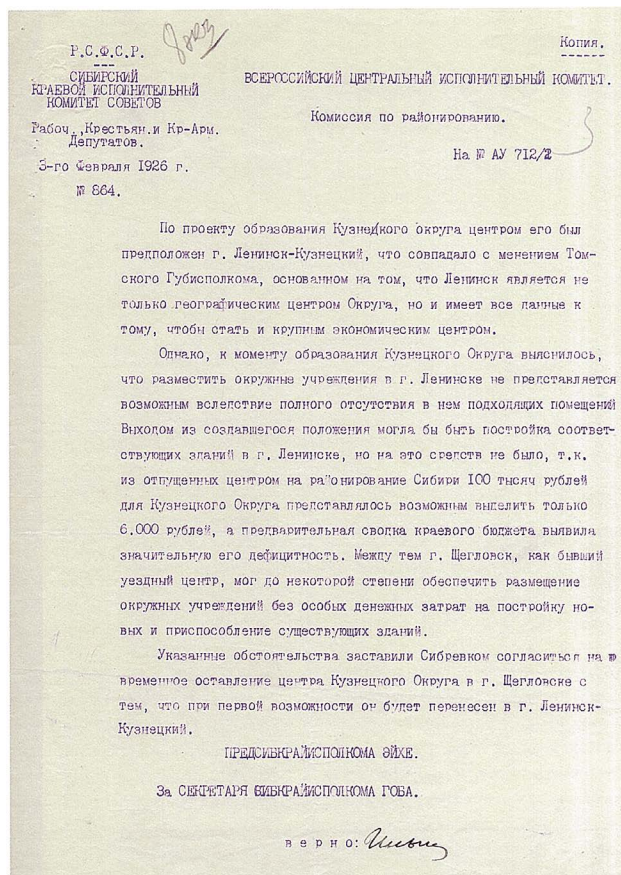 Копия.
Р.С.Ф.С.Р.
СИБИРСКИЙ
КРАЕВОЙ ИСПОЛНИТЕЛЬНЫЙ
КОМИТЕТ СОВЕТОВ
Рабоч.,Крестьян.и Кр-Арм.
Депутатов.
3-го Февраля 1926 г.
№ 864.
ВСЕРОССИЙСКИЙ ЦЕНТРАЛЬНЫЙ ИСПОЛНИТЕЛЬНЫЙ КОМИТЕТ.
Комиссия по районированию.
На № АУ 712/2
По проекту образования Кузнецкого округа центром его был
предположен г. Ленинск-Кузнецкий, что совпадало с менением Том-
ского Губисполкома, основанном на том, что Ленинск является не
только географическим центром Округа, но и имеет все данные к
тому, чтобы стать и крупным экономическим центром.
Однако, к моменту образования Кузнецкого Округа выяснилось,
что разместить окружные учреждения в г. Ленинске не представляется
возможным вследствие полного отсутствия в нем подходящих помещений
Выходом из создавшегося положения могла бы быть постройка соответ-
ствующих зданий в г. Ленинске, но на это средств не было, т.к.
из отпущенных центром на районирование Сибири 100 тысяч рублей
для Кузнецкого Округа представлялось возможным выделить только
6.000 рублей, а предварительная сводка краевого бюджета выявила
значительную его дефицитность. Между тем г. Щегловск, как бывший
уездный центр, мог до некоторой степени обеспечить размещение
окружных учреждений без особых денежных затрат на постройку но-
вых и приспособление существующих зданий.
Указанные обстоятельства заставили Сибревком согласиться на
временное оставление центра Кузнецкого Округа в г. Щегловске с
тем, что при первой возможности он будет перенесен в г. Ленинск-
Кузнецкий.
ПРЕДСИБКРАЙИСПОЛКОМА ЭЙХЕ.
За СЕКРЕТАРЯ СИБКРАЙИСПОЛКОМА ГОБА.
верно: